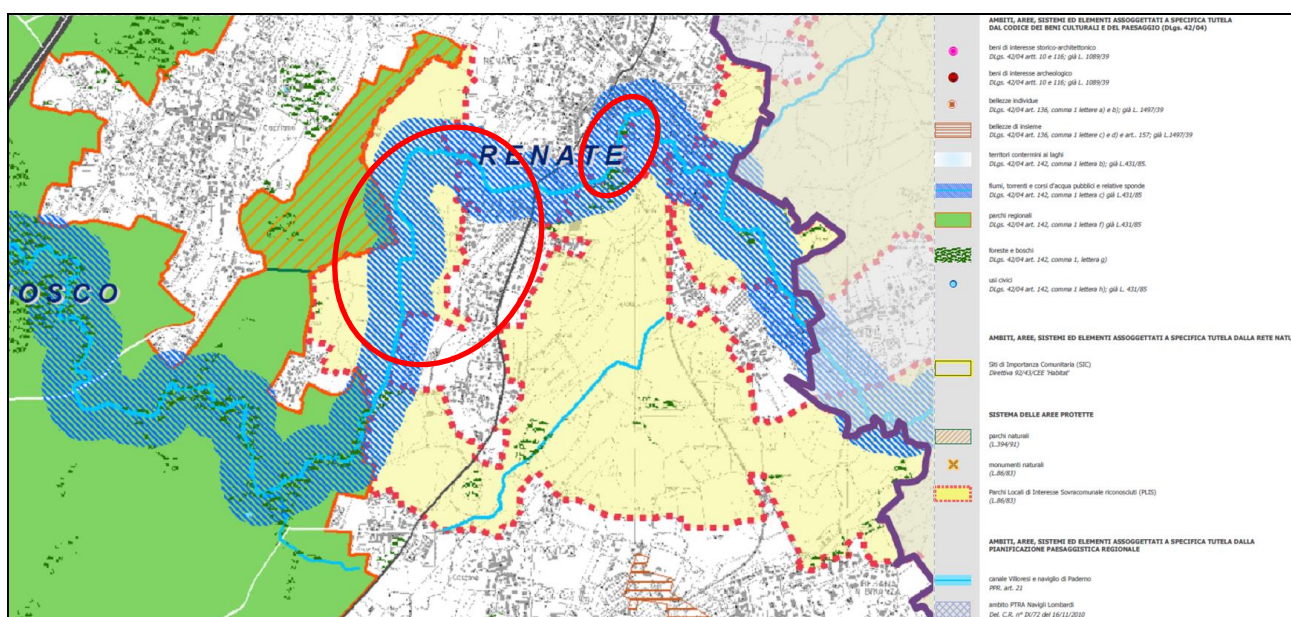 RENATE
OSCO
AMBITI, AREE, SISTEMI ED ELEMENTI ASSOGGETTATI A SPECIFICA TUTELA
DAL CODICE DEI BENI CULTURALI E DEL PAESAGGIO (DLgs. 42/04)
beni di interesse storico-architettonico
DLgs. 42/04 artt. 10 e 116; già L. 1089/39
beni di interesse archeologico
DLgs. 42/04 artt. 10 e 116; già L. 1089/39
bellezze individue
DLgs. 42/04 art. 136, comma 1 lettera a) e b); già L. 1497/39
bellezze di insieme
DLgs. 42/04 art. 136, comma 1 lettere c) e d) e art.. 157; già L.1497/39
territori contermini ai laghi
DLgs. 42/04 art. 142, comma 1 lettera b); già L.431/85.
fiumi, torrenti e corsi d'acqua pubblici e relative sponde
DLgs. 42/04 art. 142, comma 1 lettera c) già L.431/85
parchi regionali
DLgs. 42/04 art. 142, comma 1 lettera f) già L.431/85
foreste e boschi
DLgs. 42/04 art. 142, comma 1, lettera g)
usi civici
DLgs. 42/04 art. 142, comma 1 lettera h); già L. 431/85
AMBITI, AREE, SISTEMI ED ELEMENTI ASSOGGETTATI A SPECIFICA TUTELA DALLA RETE NATU
Siti di Importanza Comunitaria (SIC)
Direttiva 92/43/CEE 'Habitat'
SISTEMA DELLE AREE PROTETTE
parchi naturali
(L.394/91)
monumenti naturali
(L.86/83)
Parchi Locali di Interesse Sovracomunale riconosciuti (PLIS)
(L.86/83)
AMBITI, AREE, SISTEMI ED ELEMENTI ASSOGGETTATI A SPECIFICA TUTELA DALLA
PIANIFICAZIONE PAESAGGISTICA REGIONALE
canale Villoresi e naviglio di Paderno
PPR. art. 21
ambito PTRA Navigli Lombardi
Del. C.R. n° IX/72 del 16/11/2010